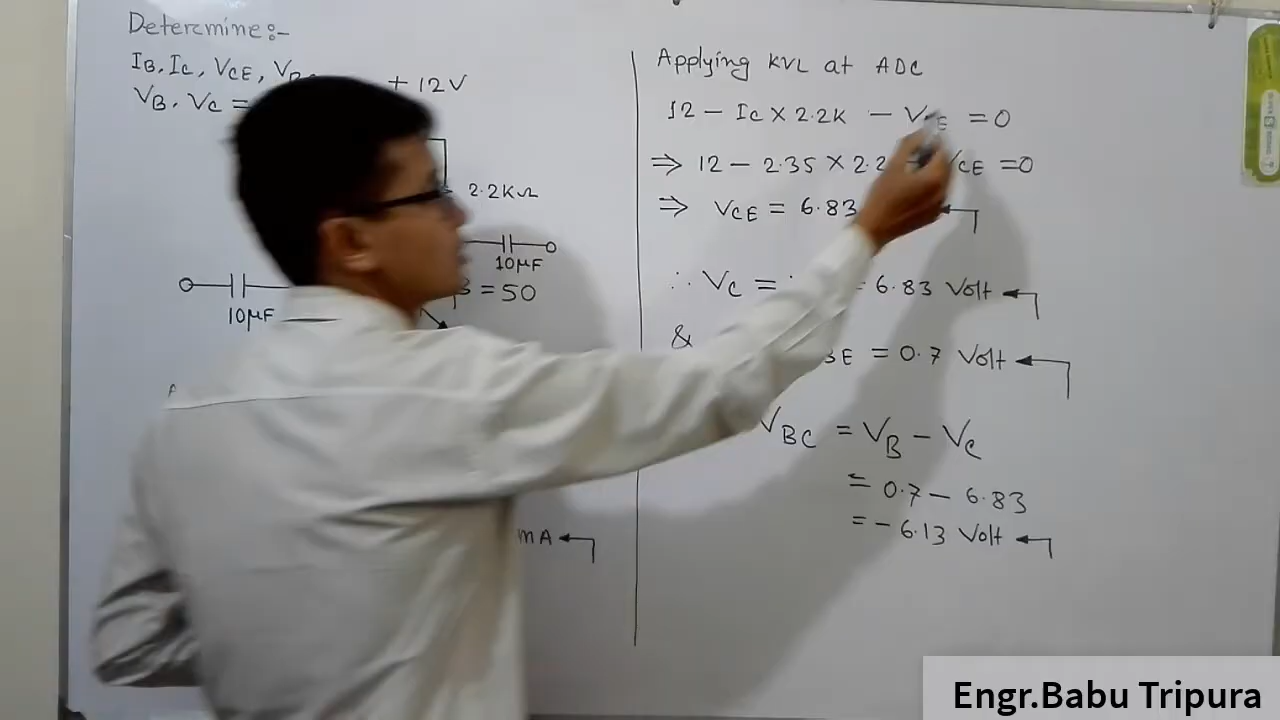 Determine:-
IB, IC, VCE,
VB, VC =
+ 12V
2.2KΩ
10μF
β = 50
10μF
mA
Applying KVL at ADC
12 - IC × 2.2K - VCE = 0
⇒ 12 - 2.35 × 2.2 VCE = 0
⇒ VCE = 6.83
∴ VC = = 6.83 Volt
&
BE = 0.7 Volt
VBC = VB - VC
= 0.7 - 6.83
= - 6.13 Volt
Engr.Babu Tripura